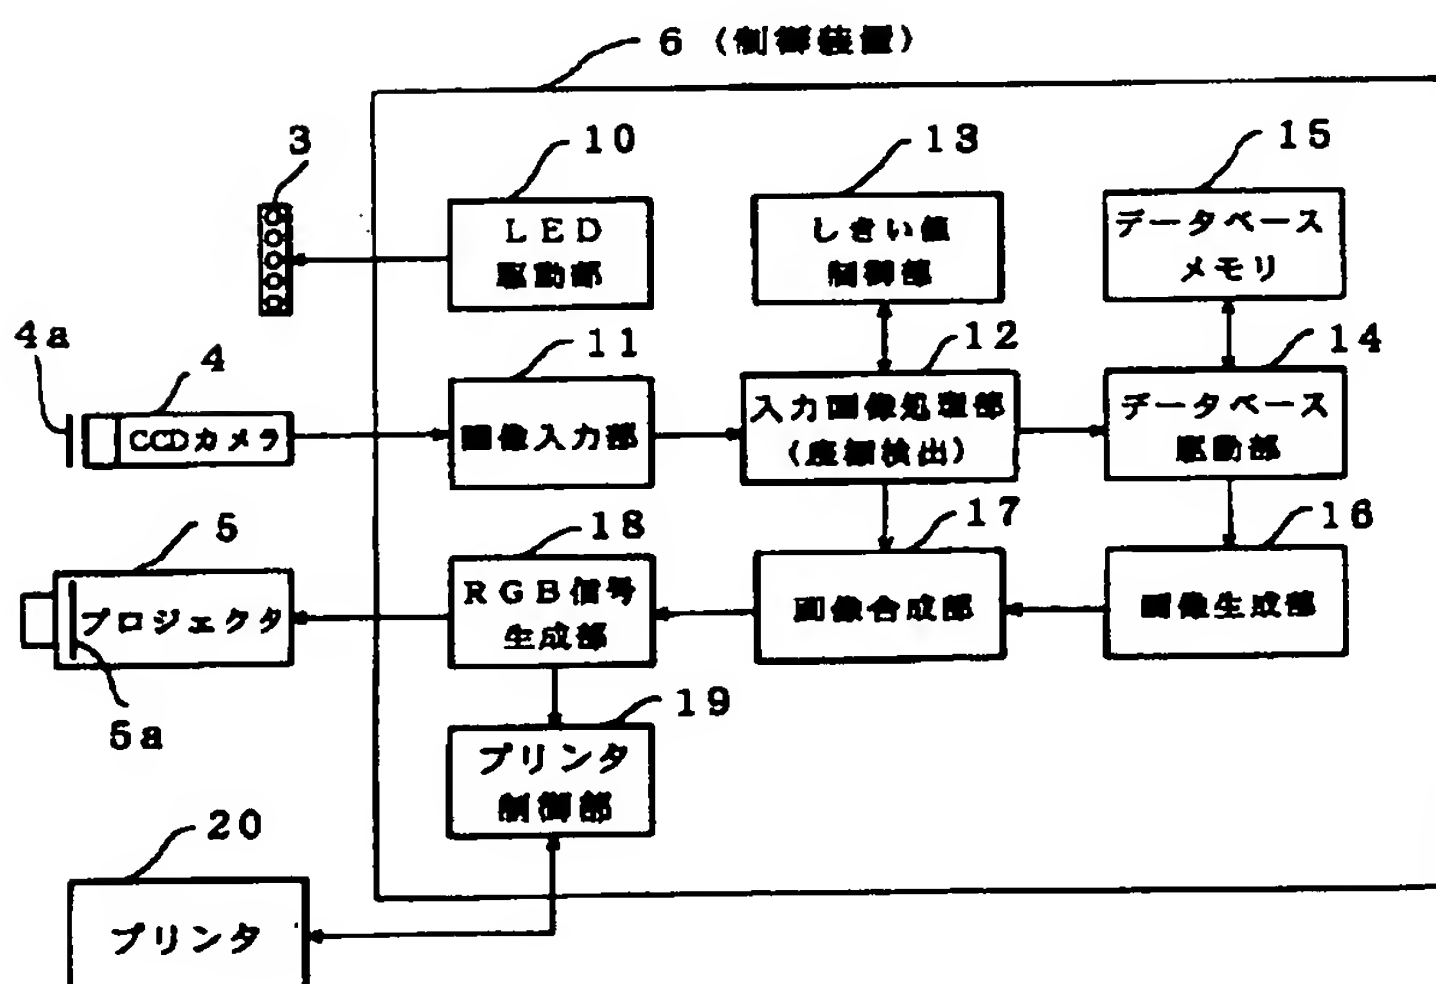 6（制御装置）
3
10
13
15
LED
駆動部
しきい値
制御部
データベース
メモリ
4a
4
11
12
14
CCDカメラ
画像入力部
入力画像処理部
（座標検出）
データベース
駆動部
5
18
17
16
プロジェクタ
RGB信号
生成部
画像合成部
画像生成部
5a
19
プリンタ
制御部
20
プリンタ